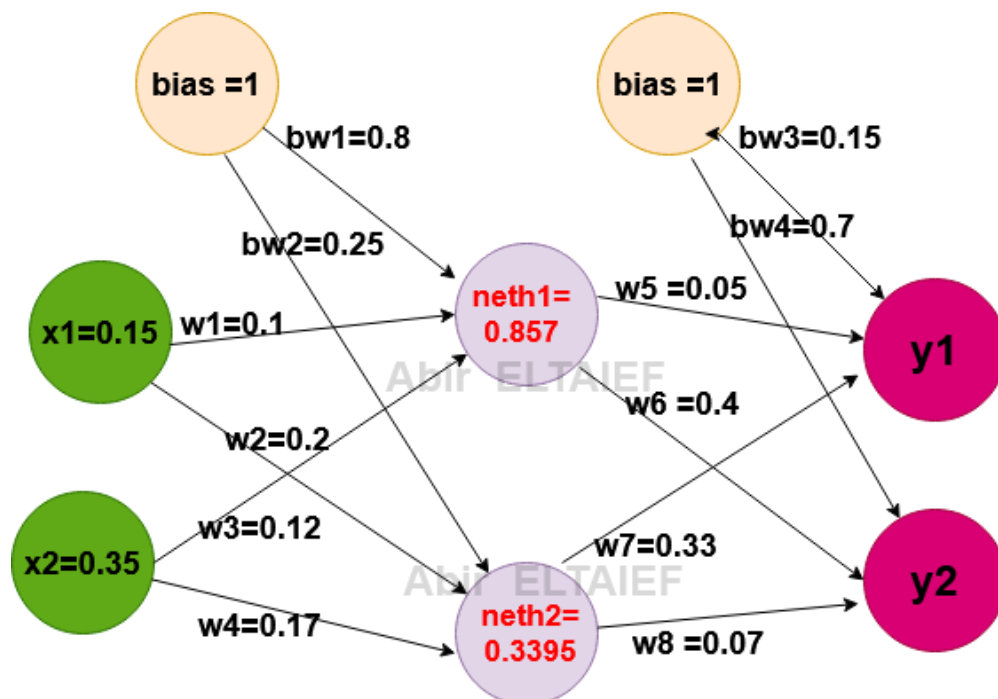 bias =1
bias =1
bw1=0.8
bw3=0.15
bw2=0.25
bw4=0.7
x1=0.15
w1=0.1
neth1=
0.857
w5 =0.05
y1
Abir ELTAIEF
w6 =0.4
w2=0.2
w3=0.12
x2=0.35
w7=0.33
Abir ELTAIEF
y2
w4=0.17
neth2=
0.3395
w8 =0.07